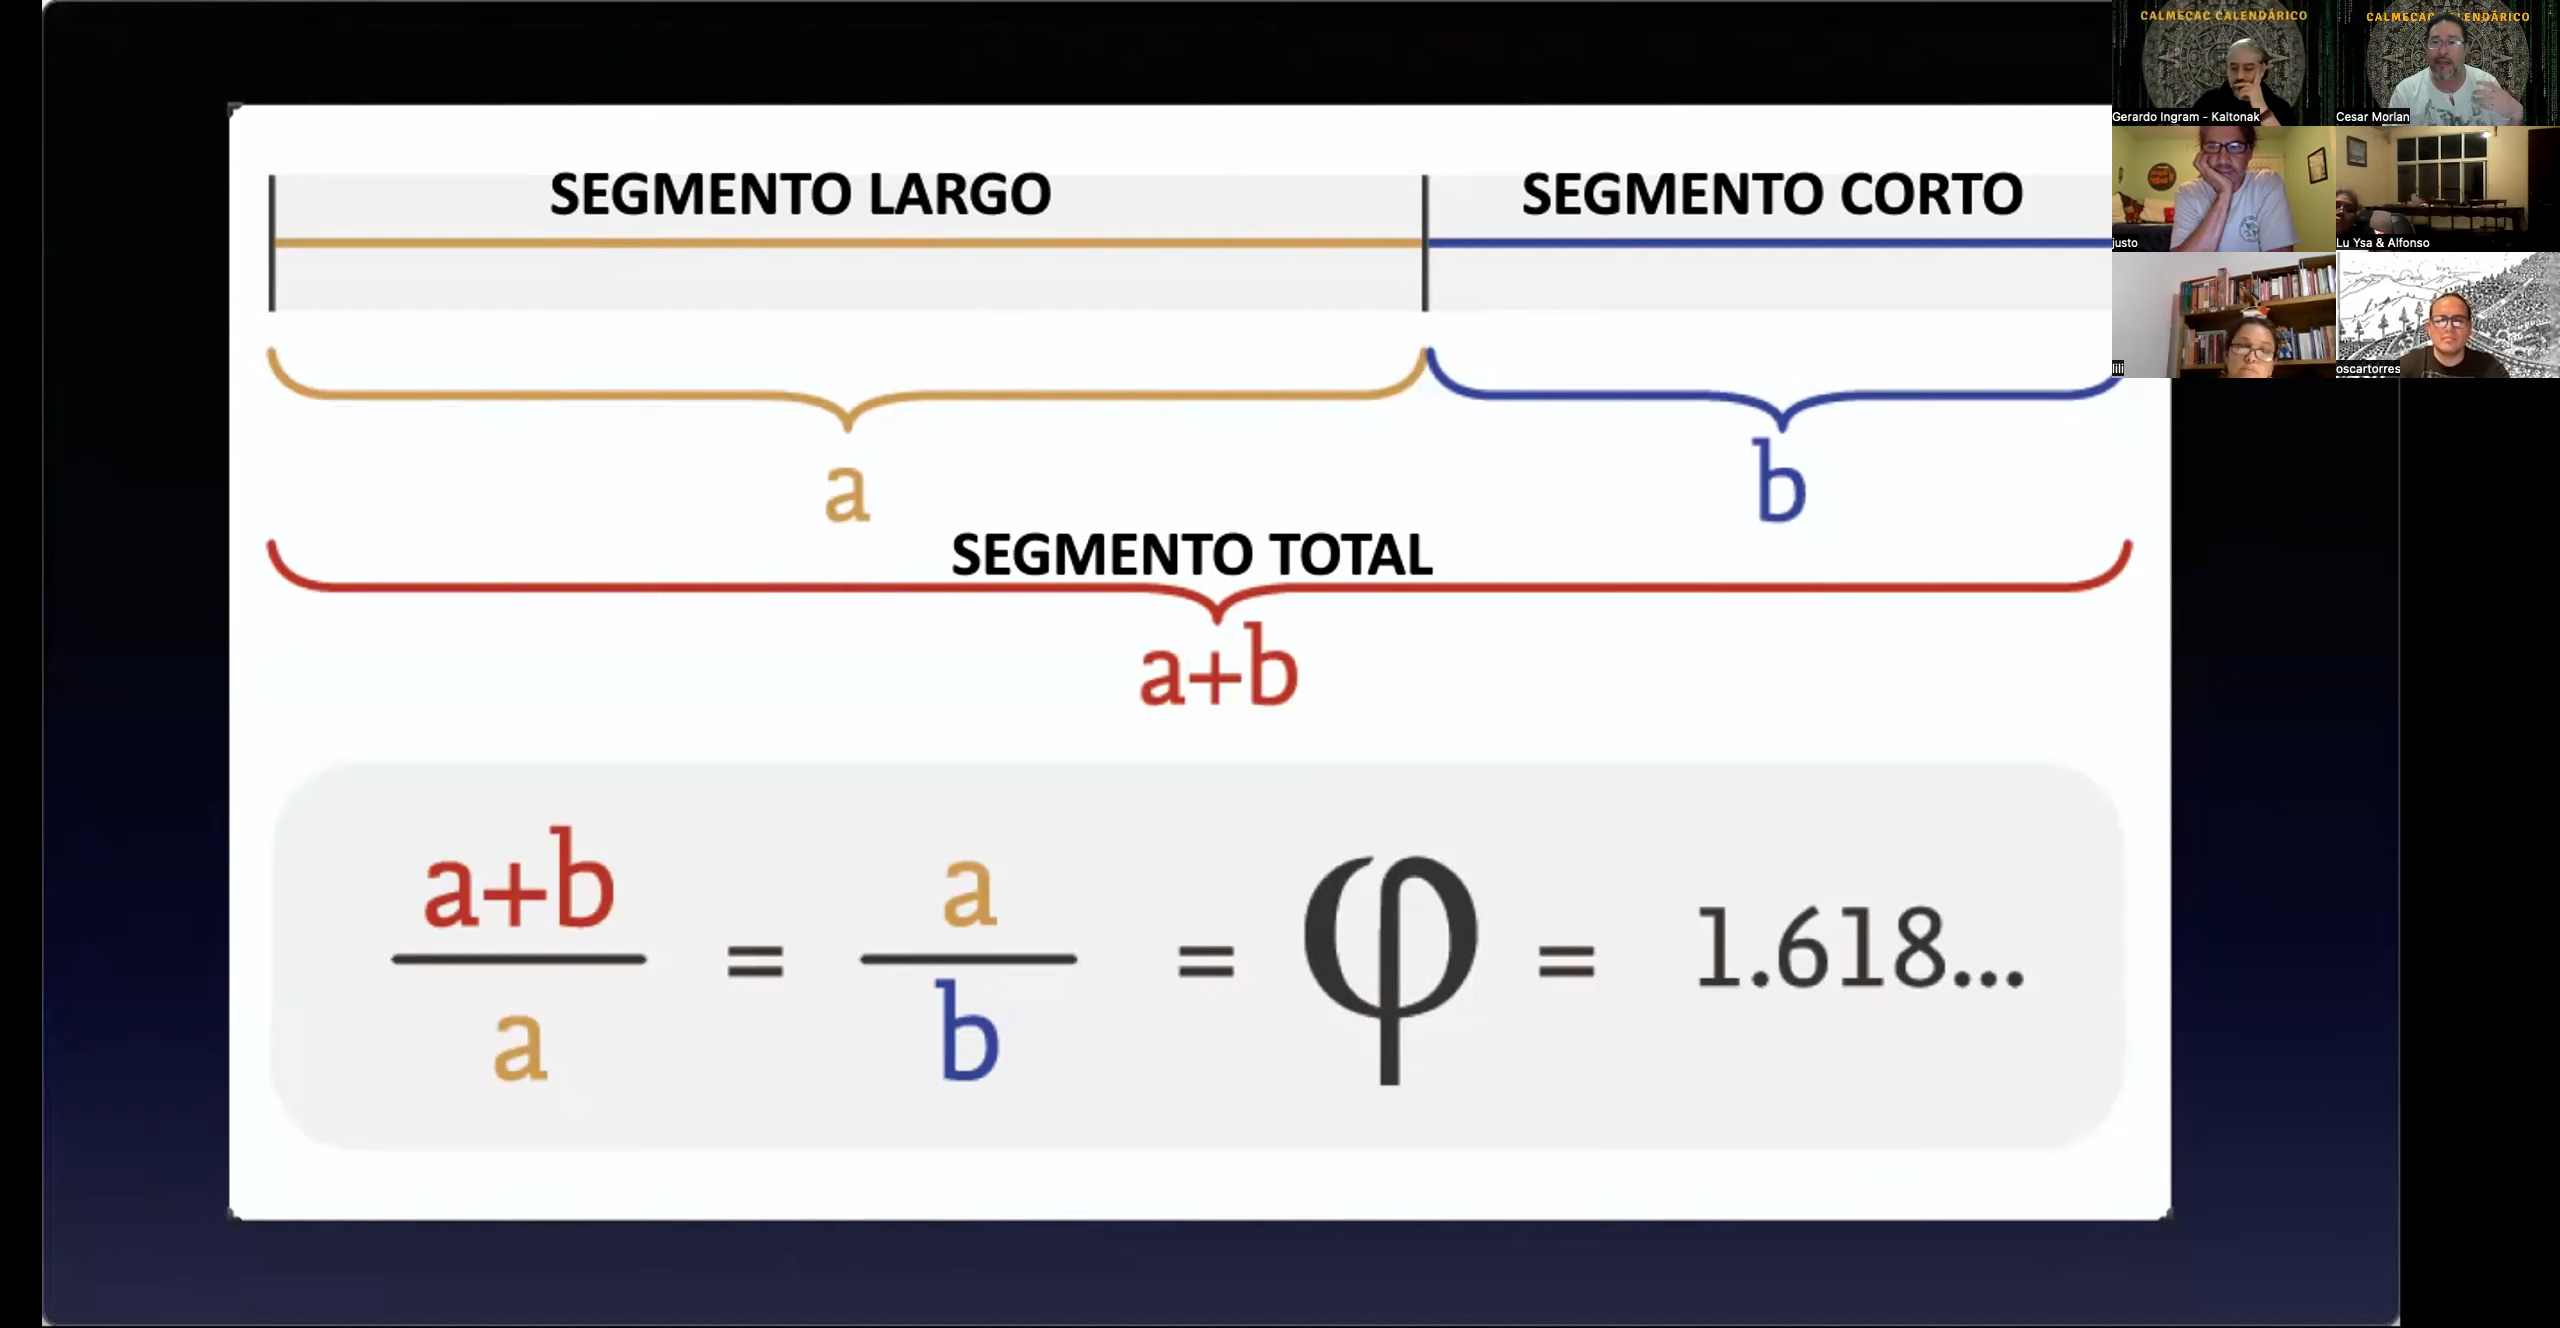 CALMECAC CALENDÁRICO
Gerardo Ingram - Kaltonak
Cesar Morlan
justo
Lu Ysa & Alfonso
lili
oscartorres
SEGMENTO LARGO
SEGMENTO CORTO
a
b
SEGMENTO TOTAL
a+b
a+b
a
=
a
b
=
φ
=
1.618...